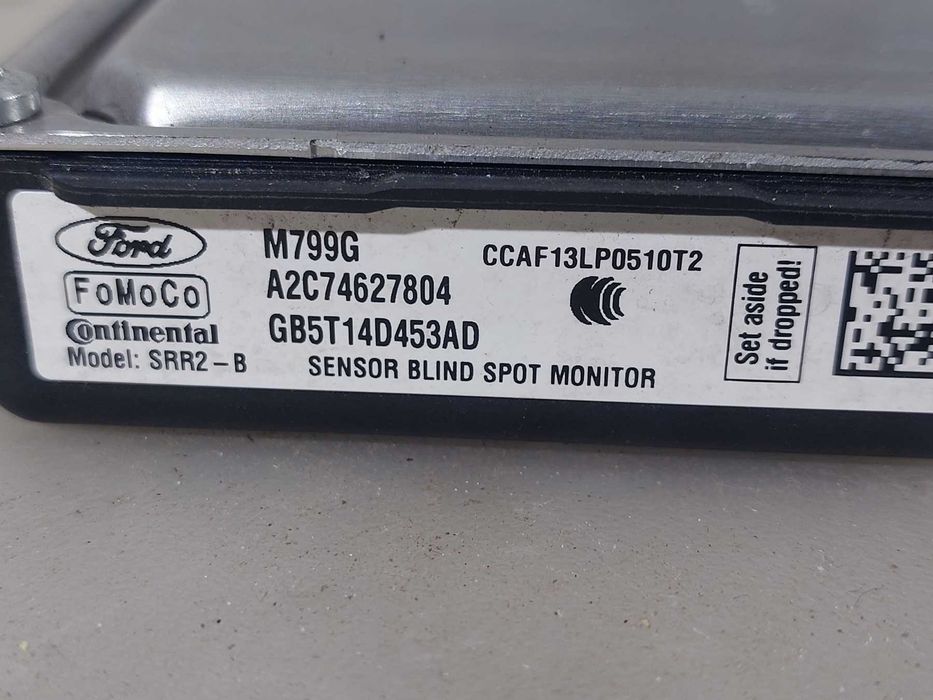 Ford
FoMoCo
Continental
Model: SRR2-B
M799G
A2C74627804
GB5T14D453AD
SENSOR BLIND SPOT MONITOR
CCAF13LP0510T2
Set aside
if dropped!